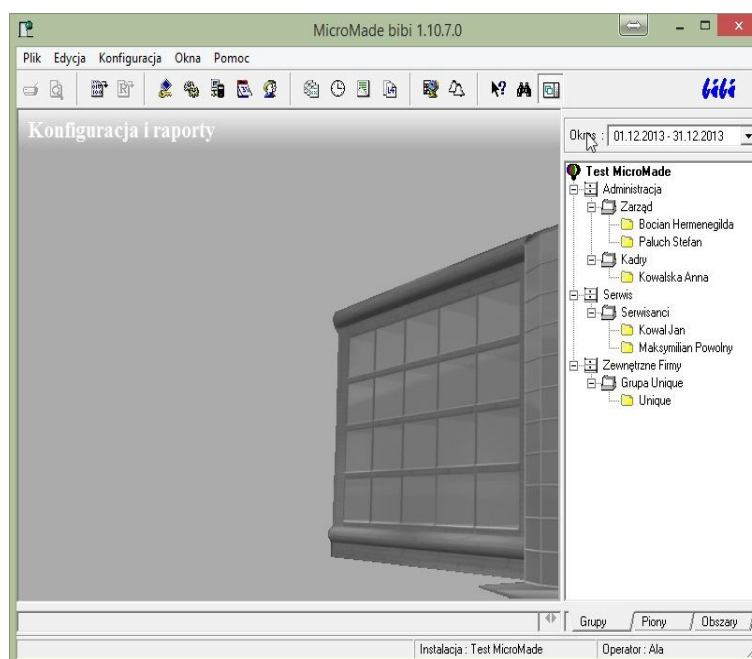 MicroMade bibi 1.10.7.0
Plik Edycja Konfiguracja Okna Pomoc
bibi
Konfiguracja i raporty
Okres : 01.12.2013 - 31.12.2013
Test MicroMade
Administracja
Zarząd
Bocian Hermenegilda
Paluch Stefan
Kadry
Kowalska Anna
Serwis
Serwisanci
Kowal Jan
Maksymilian Powolny
Zewnętrzne Firmy
Grupa Unique
Unique
Grupy Piony Obszary
Instalacja : Test MicroMade Operator : Ala